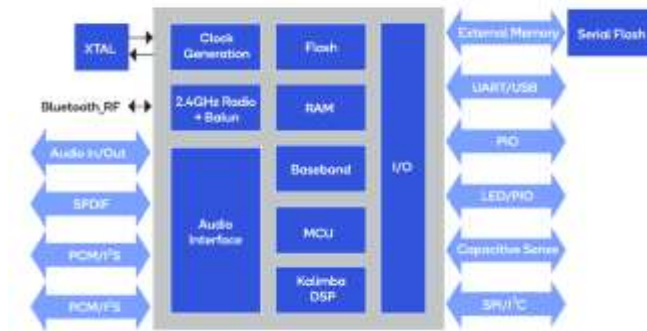 XTAL
Clock
Generation
Flash
External Memory
Serial Flash
Bluetooth_RF
2.4GHz Radio
+ Balun
RAM
UART/USB
Audio In/Out
Baseband
I/O
PIO
SPDIF
Audio
Interface
MCU
LED/PIO
PCM/I²S
Capacitive Sense
PCM/I²S
Kalimba
DSP
SPI/I²C